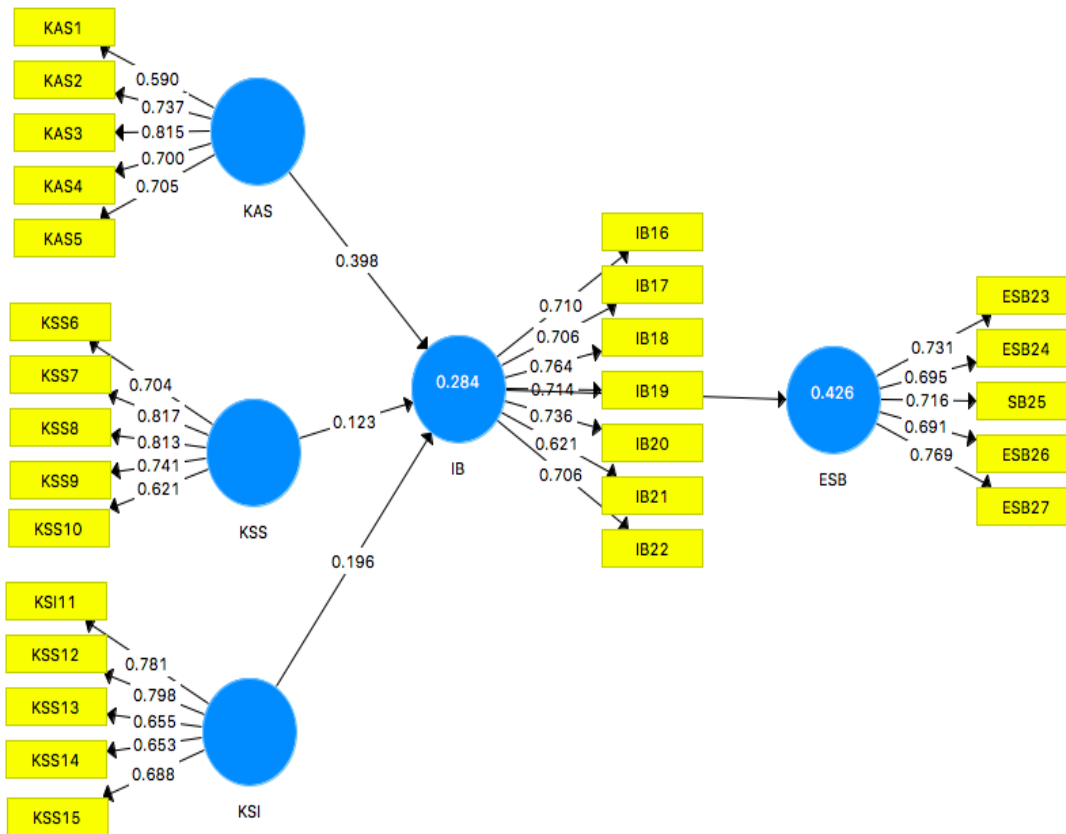 KAS1
KAS2
KAS3
KAS4
KAS5
0.590
0.737
0.815
0.700
0.705
KAS
0.398
KSS6
KSS7
KSS8
KSS9
KSS10
0.704
0.817
0.813
0.741
0.621
KSS
0.123
KSI11
KSS12
KSS13
KSS14
KSS15
0.781
0.798
0.655
0.653
0.688
KSI
0.196
0.284
IB
0.710
0.706
0.764
0.714
0.736
0.621
0.706
IB16
IB17
IB18
IB19
IB20
IB21
IB22
0.426
ESB
0.731
0.695
0.716
0.691
0.769
ESB23
ESB24
SB25
ESB26
ESB27